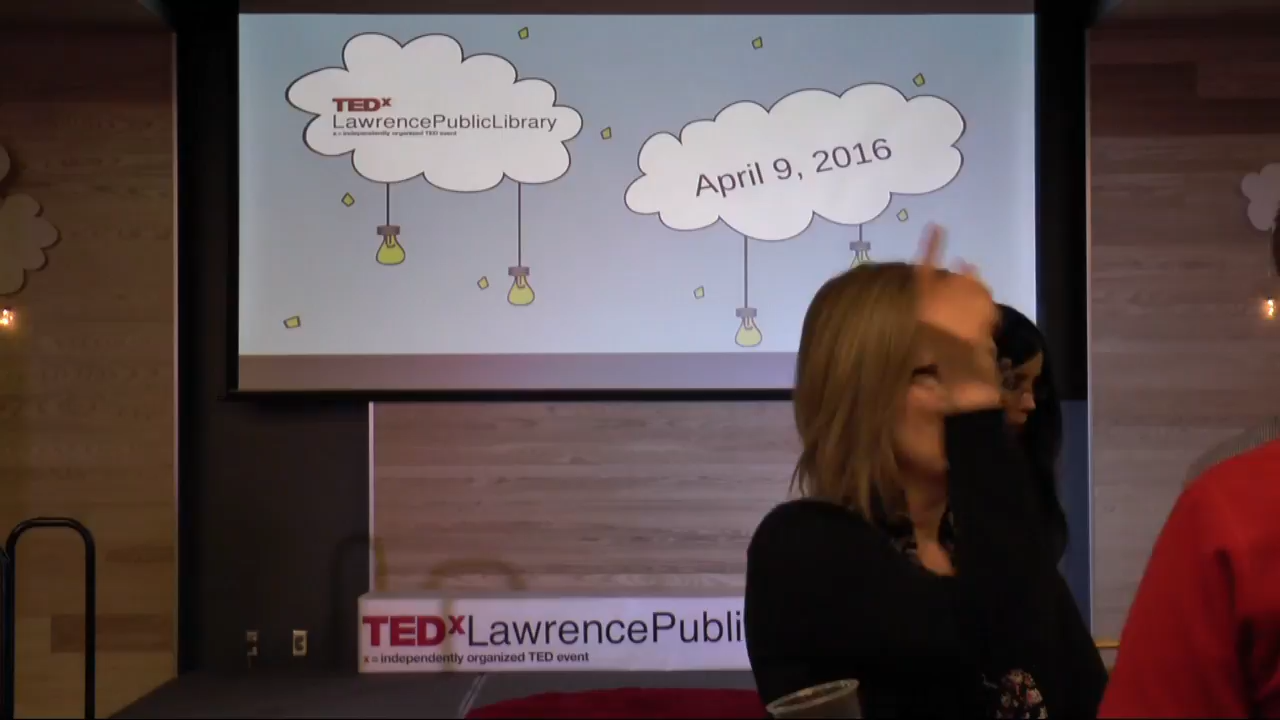 TEDx
LawrencePublicLibrary
x = independently organized TED event
April 9, 2016
TEDxLawrencePubli
x = independently organized TED event